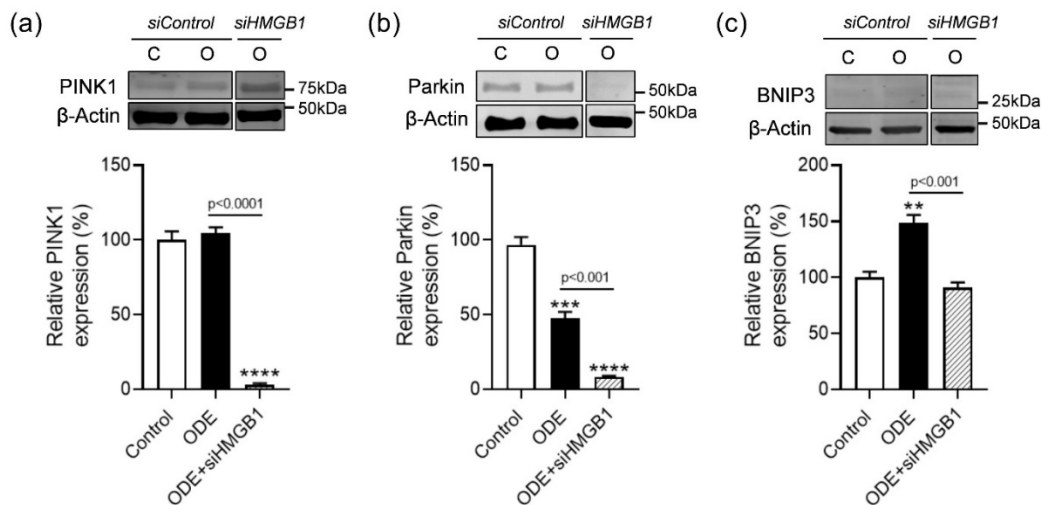 (a)
siControl siHMGB1
C O O
PINK1
75kDa
50kDa
β-Actin
Relative PINK1
expression (%)
150
100
50
0
p<0.0001
****
Control
ODE
ODE+siHMGB1
(b)
siControl siHMGB1
C O O
Parkin
50kDa
β-Actin
50kDa
Relative Parkin
expression (%)
150
100
50
0
p<0.001
***
****
Control
ODE
ODE+siHMGB1
(c)
siControl siHMGB1
C O O
BNIP3
25kDa
50kDa
β-Actin
Relative BNIP3
expression (%)
200
150
100
50
0
p<0.001
**
Control
ODE
ODE+siHMGB1